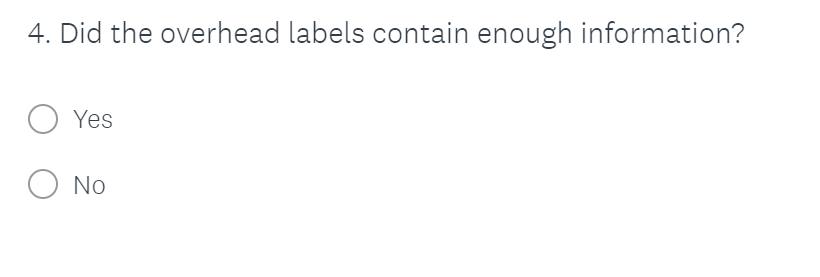 4. Did the overhead labels contain enough information?
Yes
No